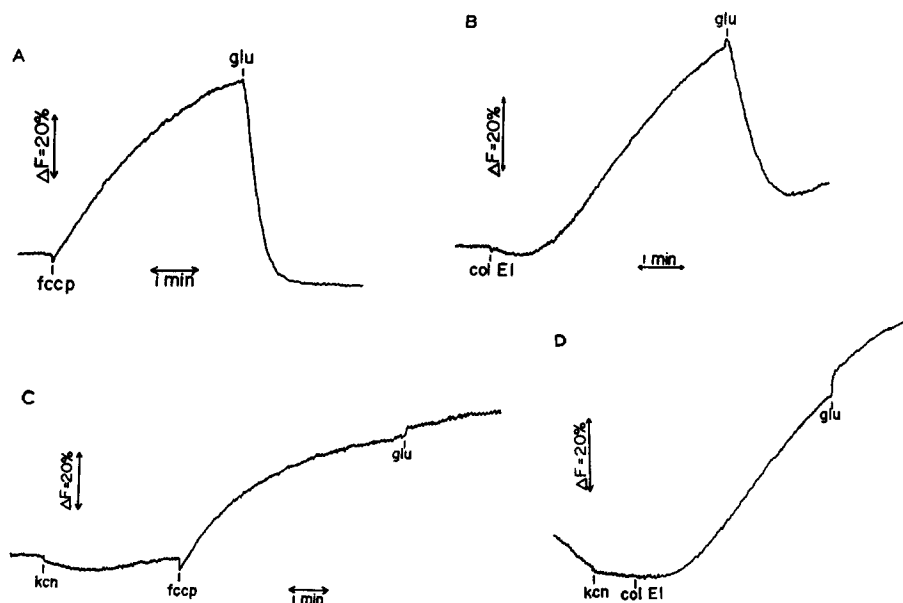 A
glu
ΔF=20%
fccp
1 min
B
glu
ΔF=20%
col E1
1 min
C
ΔF=20%
kcn
fccp
glu
1 min
D
ΔF=20%
kcn
col E1
glu